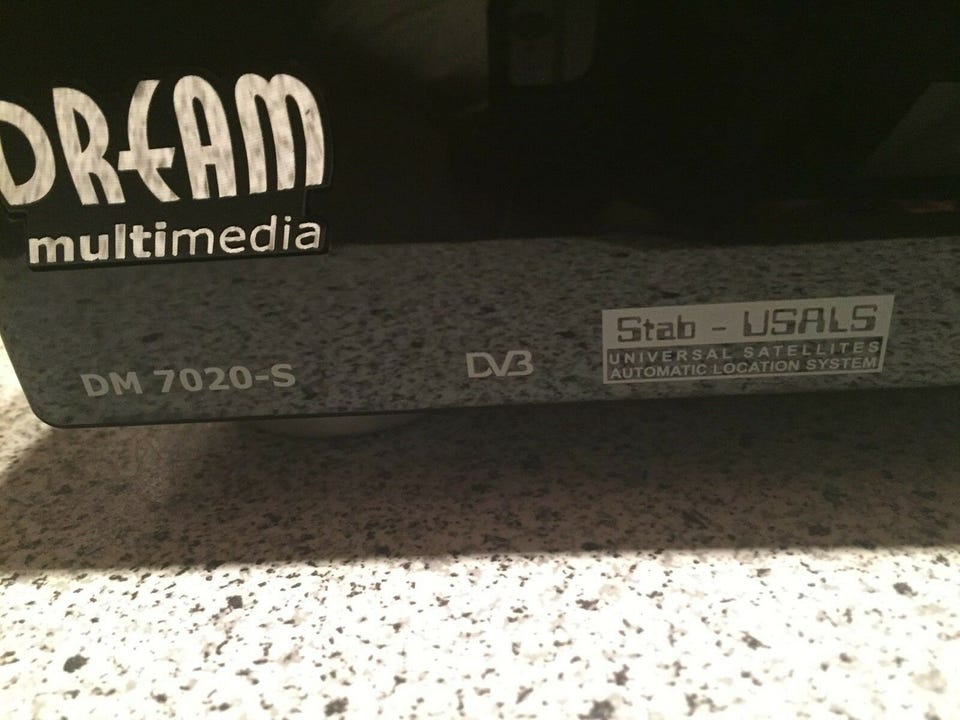 DREAM
multimedia
DM 7020-S
DVB
Stab - USALS
UNIVERSAL SATELLITES
AUTOMATIC LOCATION SYSTEM